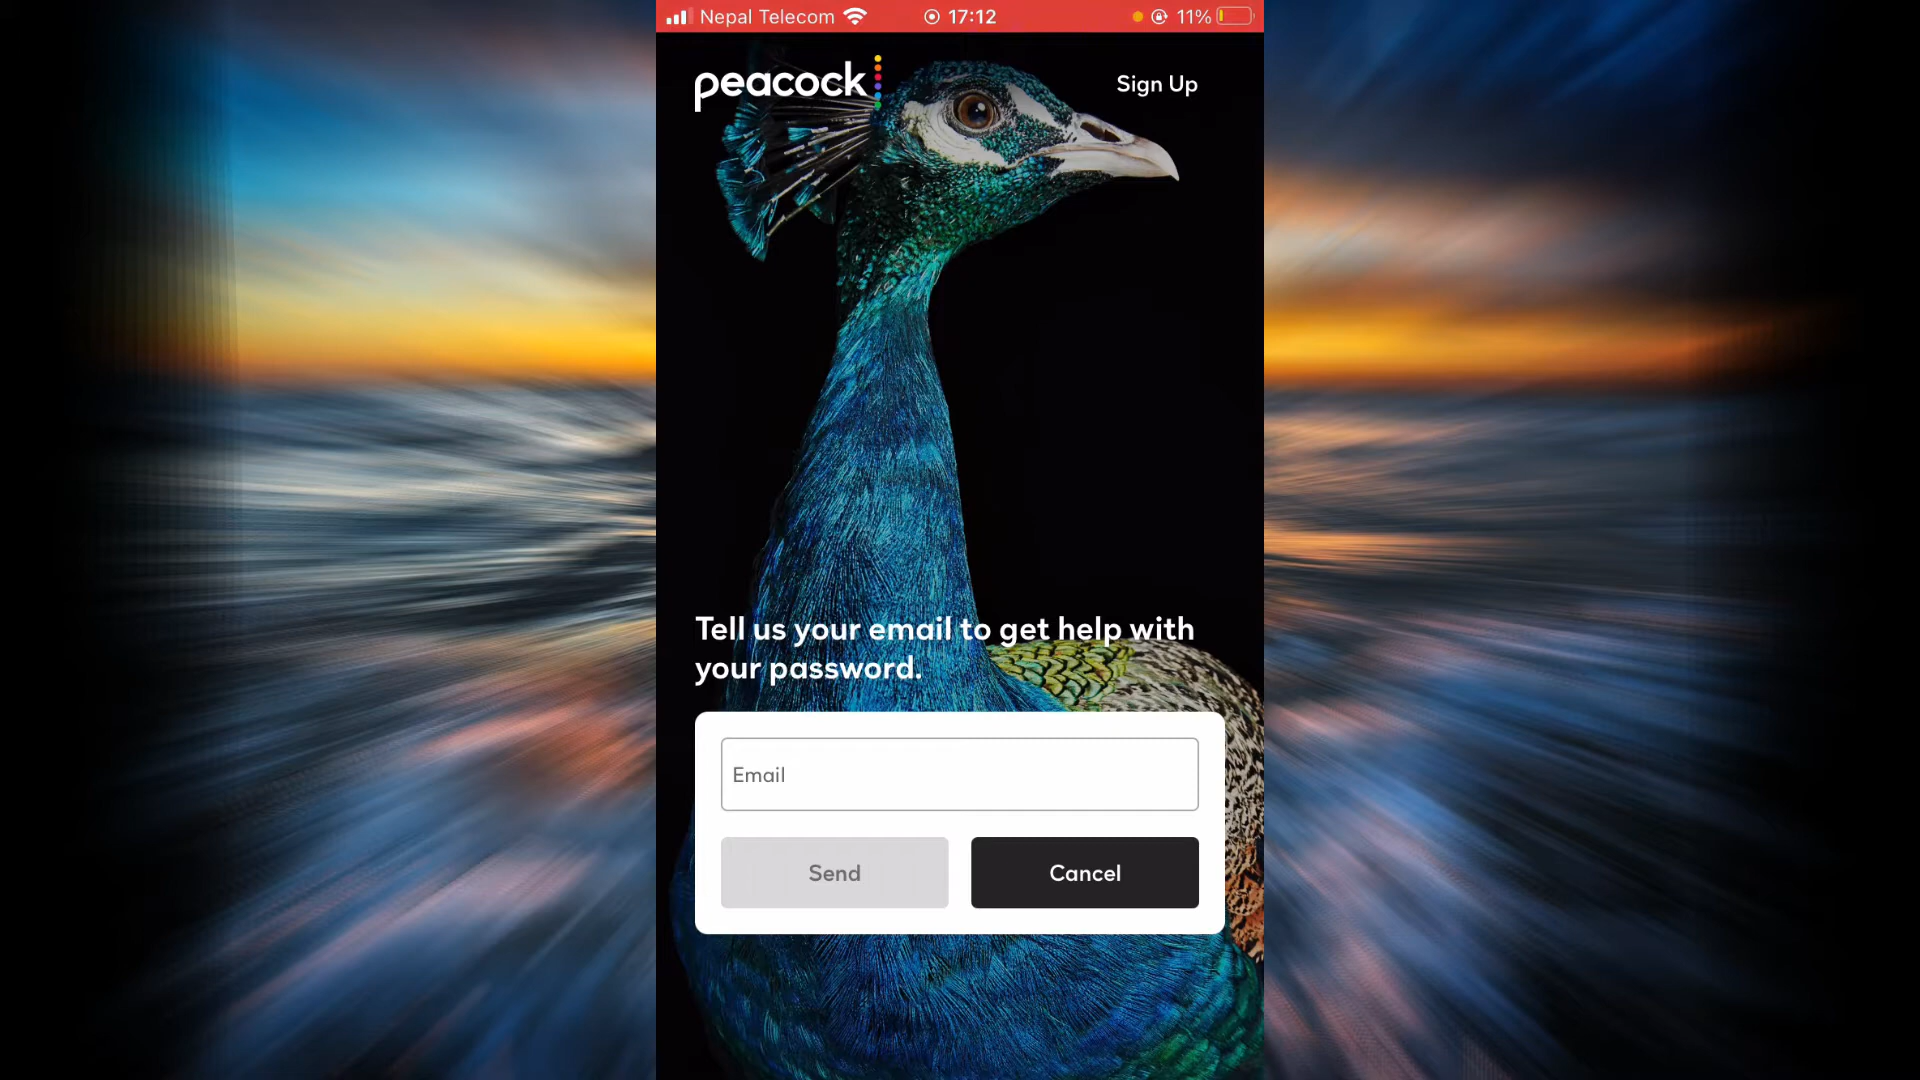 Nepal Telecom 17:12 11%
peacock
Sign Up
Tell us your email to get help with
your password.
Email
Send
Cancel